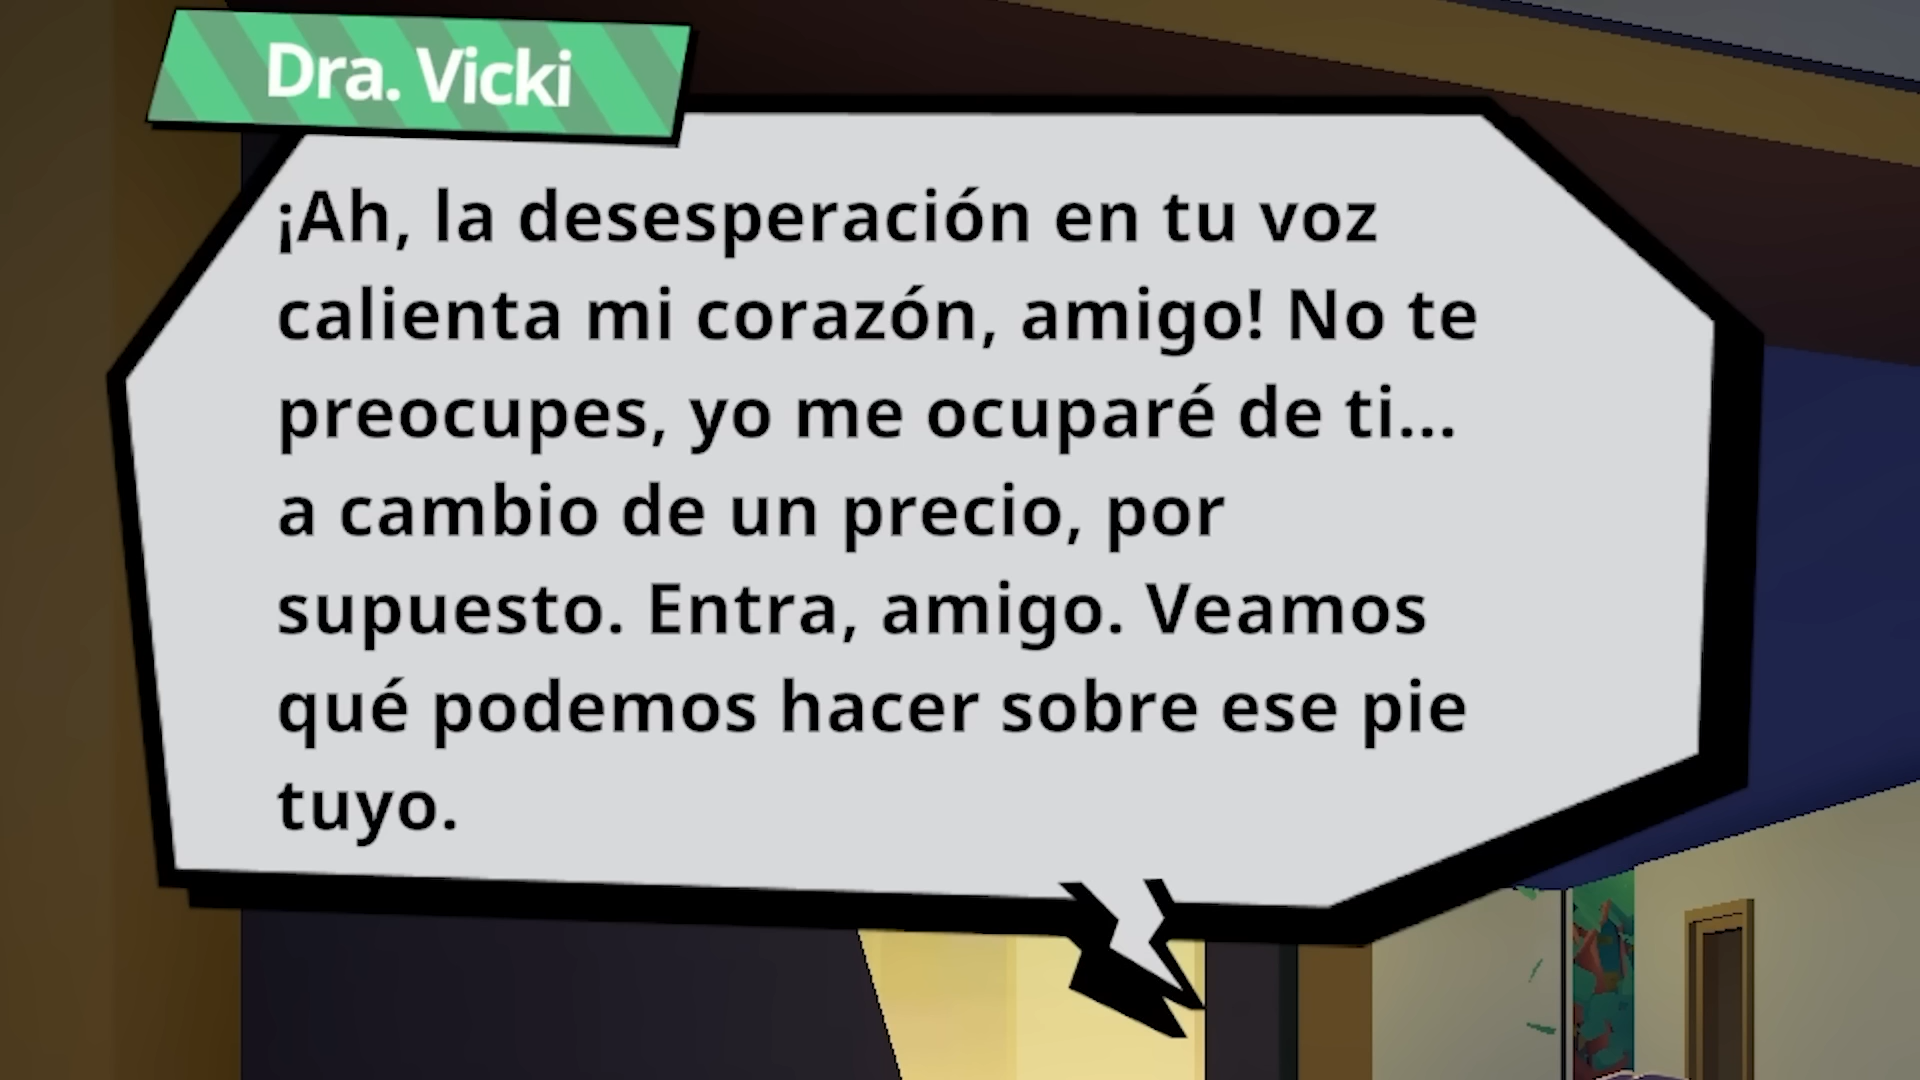 Dra. Vicki
¡Ah, la desesperación en tu voz
calienta mi corazón, amigo! No te
preocupes, yo me ocuparé de ti...
a cambio de un precio, por
supuesto. Entra, amigo. Veamos
qué podemos hacer sobre ese pie
tuyo.